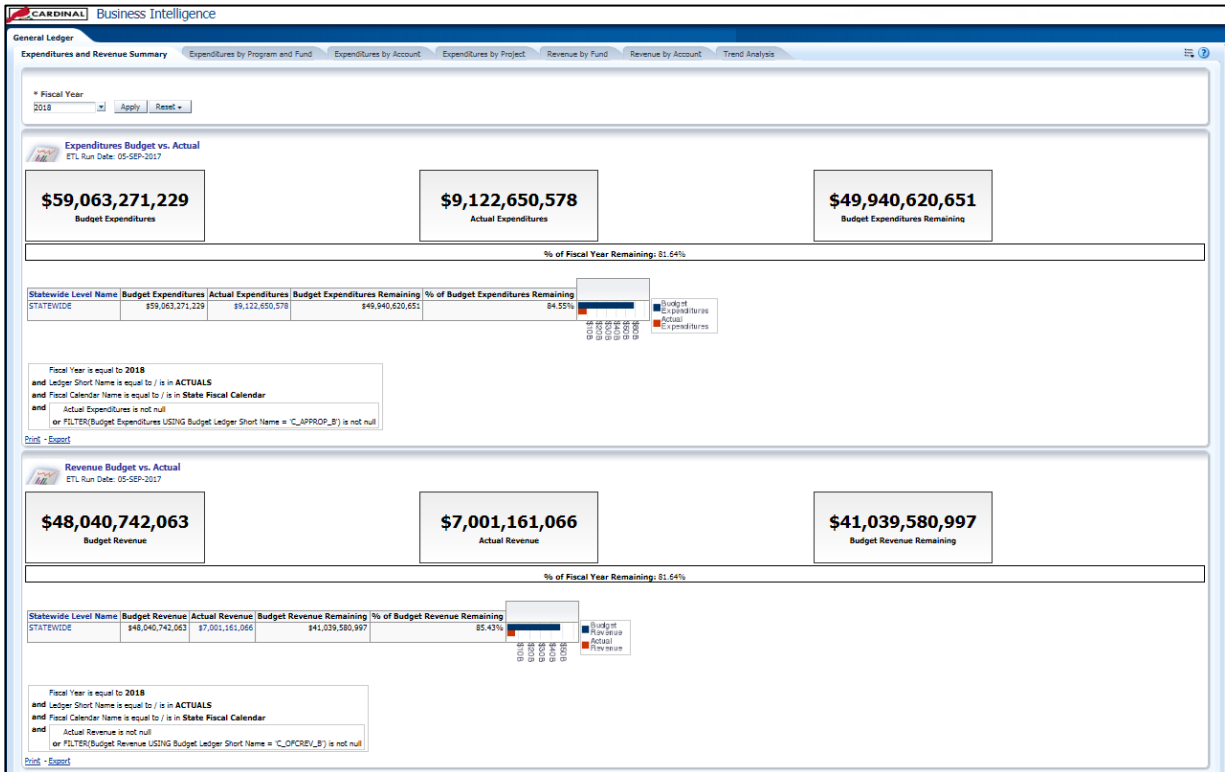 CARDINAL Business Intelligence
General Ledger
Expenditures and Revenue Summary Expenditures by Program and Fund Expenditures by Account Expenditures by Project Revenue by Fund Revenue by Account Trend Analysis
* Fiscal Year
2018 Apply Reset
Expenditures Budget vs. Actual
ETL Run Date: 05-SEP-2017
$59,063,271,229 $9,122,650,578 $49,940,620,651
Budget Expenditures Actual Expenditures Budget Expenditures Remaining
% of Fiscal Year Remaining: 81.64%
Statewide Level Name Budget Expenditures Actual Expenditures Budget Expenditures Remaining % of Budget Expenditures Remaining
STATEWIDE $59,063,271,229 $9,122,650,578 $49,940,620,651 84.55%
Budget
Expenditures
Actual
Expenditures
$10B $20B $30B $40B $50B $60B
Fiscal Year is equal to 2018
and Ledger Short Name is equal to / is in ACTUALS
and Fiscal Calendar Name is equal to / is in State Fiscal Calendar
and Actual Expenditures is not null
or FILTER(Budget Expenditures USING Budget Ledger Short Name = 'C_APPROP_B') is not null
Print - Export
Revenue Budget vs. Actual
ETL Run Date: 05-SEP-2017
$48,040,742,063 $7,001,161,066 $41,039,580,997
Budget Revenue Actual Revenue Budget Revenue Remaining
% of Fiscal Year Remaining: 81.64%
Statewide Level Name Budget Revenue Actual Revenue Budget Revenue Remaining % of Budget Revenue Remaining
STATEWIDE $48,040,742,063 $7,001,161,066 $41,039,580,997 85.43%
Budget
Revenue
Actual
Revenue
$10B $20B $30B $40B $50B
Fiscal Year is equal to 2018
and Ledger Short Name is equal to / is in ACTUALS
and Fiscal Calendar Name is equal to / is in State Fiscal Calendar
and Actual Revenue is not null
or FILTER(Budget Revenue USING Budget Ledger Short Name = 'C_OFCREV_B') is not null
Print - Export